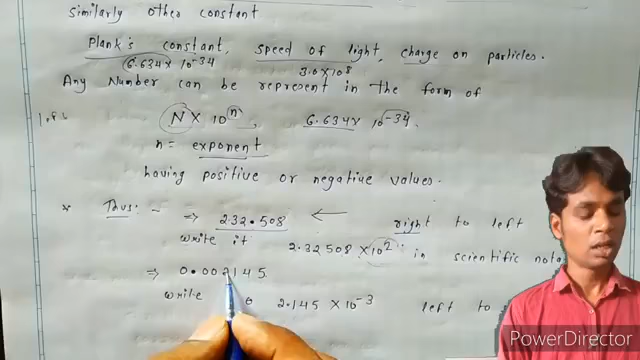 Similarly other constant
Plank's constant, speed of light, charge on particles.
6.634 × 10-34 3.0×108
Any Number can be represent in the form of
N × 10n, 6.634 × 10-34.
n = exponent
having positive or negative values.
* Thus: - ⇒ 232.508 ← right to left
write it 2.32508 × 102 in scientific nota
⇒ 0.002145
write 2.145 × 10-3 left to
PowerDirector